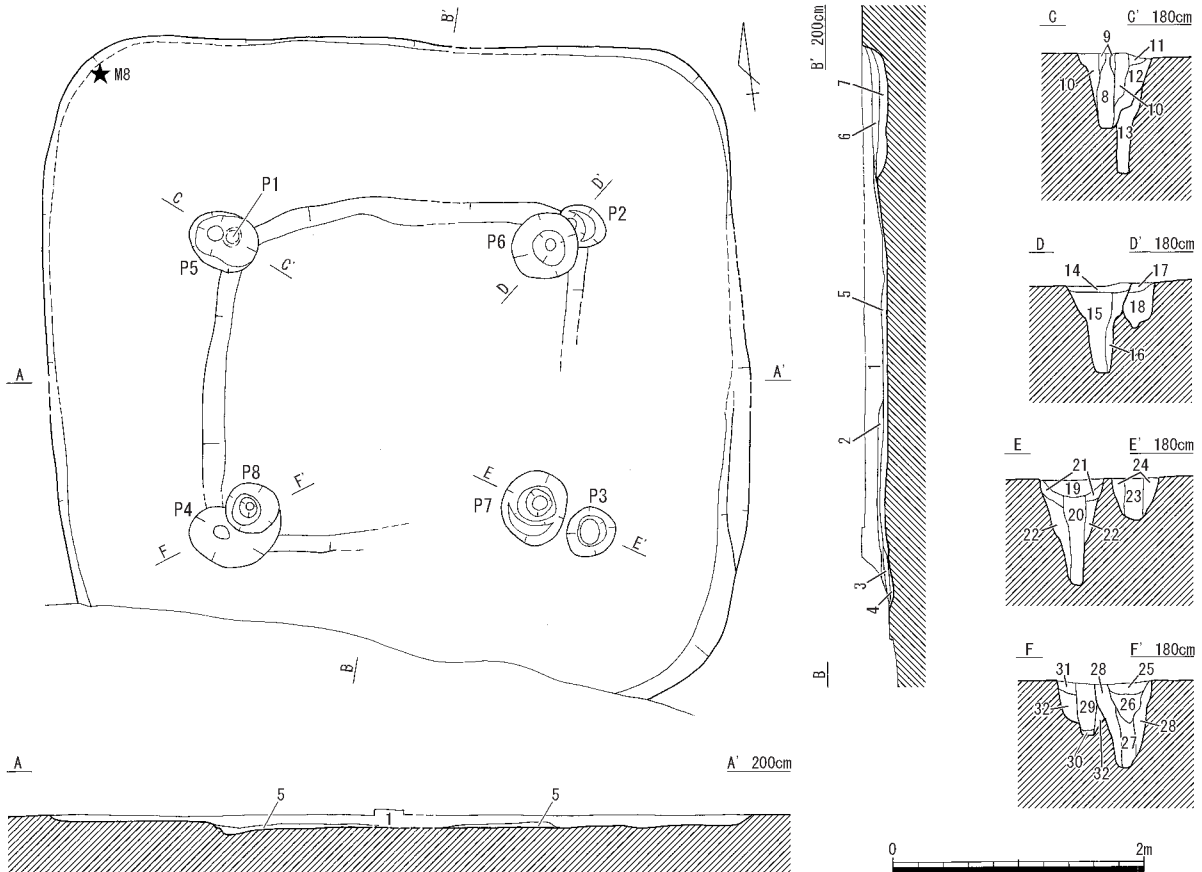 B'
M8
P1
C
P5
C'
P6
D'
P2
D
A
A'
P8
F'
P4
F
E
P7
P3
E'
B
B' 200cm
7
6
5
1
2
3
4
B
C C' 180cm
9
11
10
12
8
10
13
D D' 180cm
14 17
15 18
16
E E' 180cm
21 24
19
20 23
22 22
F F' 180cm
31 28 25
26
32 29 28
27
30 32
A A' 200cm
5 5
1
0 2m